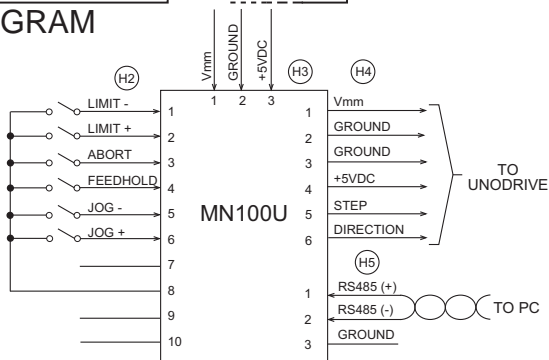 GRAM
Vmm
GROUND
+5VDC
1 2 3
H2
H3
H4
LIMIT -
1
LIMIT +
2
ABORT
3
FEEDHOLD
4
JOG -
5
JOG +
6
7
8
9
10
MN100U
1
Vmm
2
GROUND
3
GROUND
4
+5VDC
5
STEP
6
DIRECTION
TO
UNODRIVE
H5
1
RS485 (+)
2
RS485 (-)
3
GROUND
TO PC